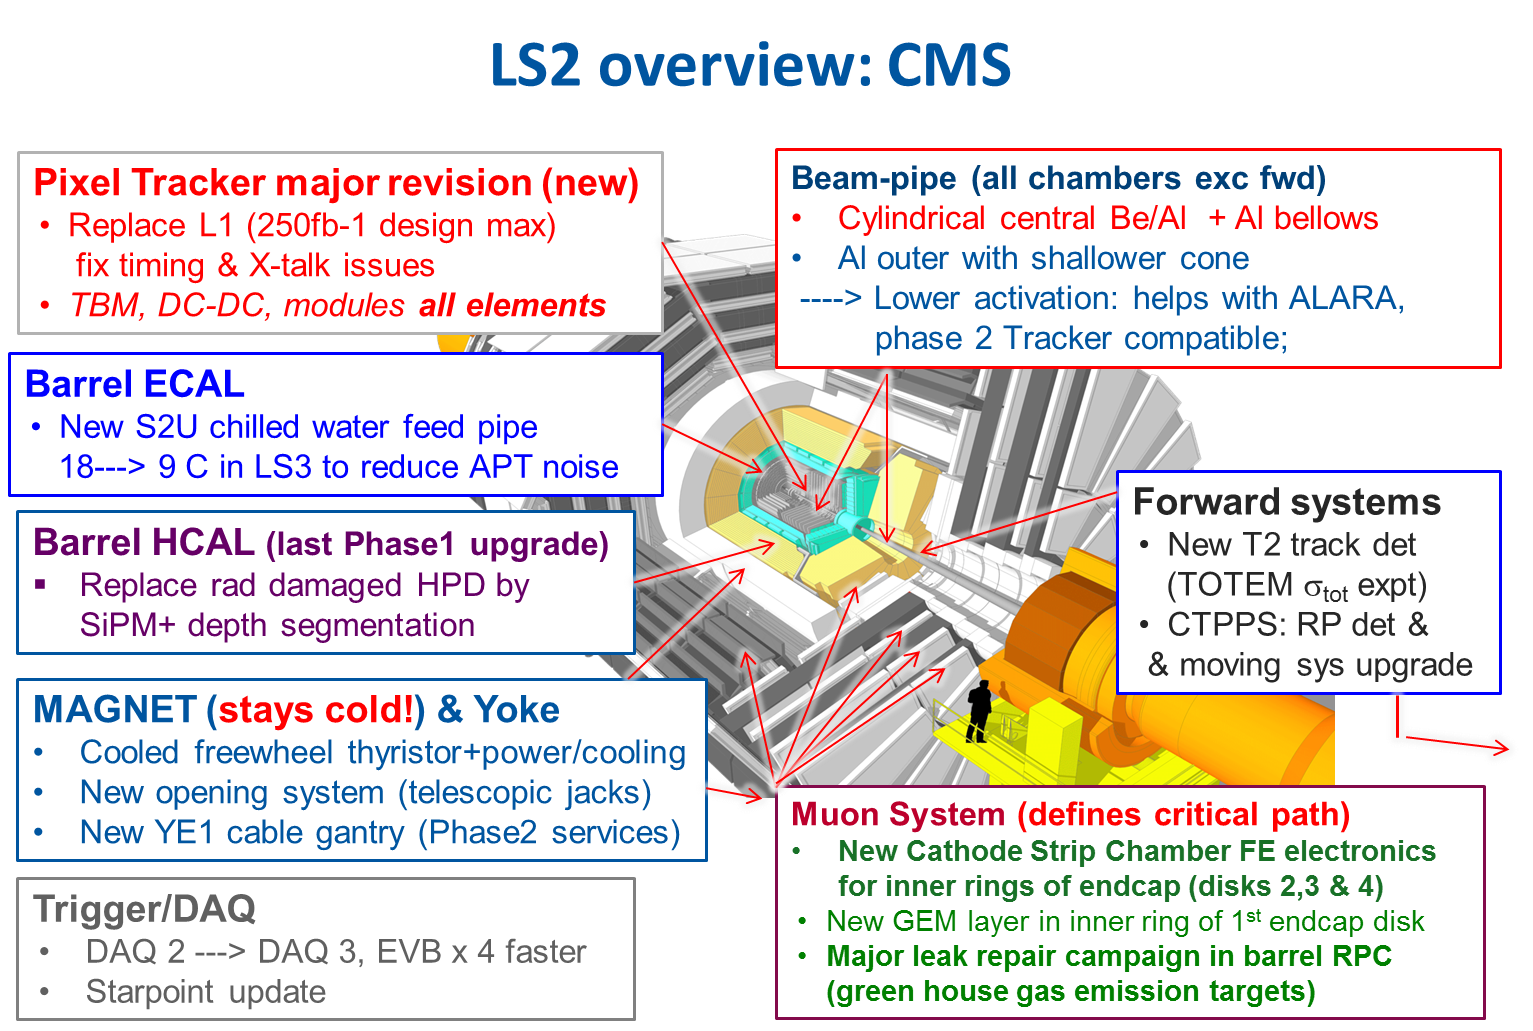 LS2 overview: CMS
Pixel Tracker major revision (new)
• Replace L1 (250fb-1 design max)
fix timing & X-talk issues
• TBM, DC-DC, modules all elements
Barrel ECAL
• New S2U chilled water feed pipe
18---> 9 C in LS3 to reduce APT noise
Barrel HCAL (last Phase1 upgrade)
▪ Replace rad damaged HPD by
SiPM+ depth segmentation
MAGNET (stays cold!) & Yoke
• Cooled freewheel thyristor+power/cooling
• New opening system (telescopic jacks)
• New YE1 cable gantry (Phase2 services)
Trigger/DAQ
• DAQ 2 ---> DAQ 3, EVB x 4 faster
• Starpoint update
Beam-pipe (all chambers exc fwd)
• Cylindrical central Be/Al + Al bellows
• Al outer with shallower cone
----> Lower activation: helps with ALARA,
phase 2 Tracker compatible;
Forward systems
• New T2 track det
(TOTEM σtot expt)
• CTPPS: RP det &
& moving sys upgrade
Muon System (defines critical path)
• New Cathode Strip Chamber FE electronics
for inner rings of endcap (disks 2,3 & 4)
• New GEM layer in inner ring of 1st endcap disk
• Major leak repair campaign in barrel RPC
(green house gas emission targets)